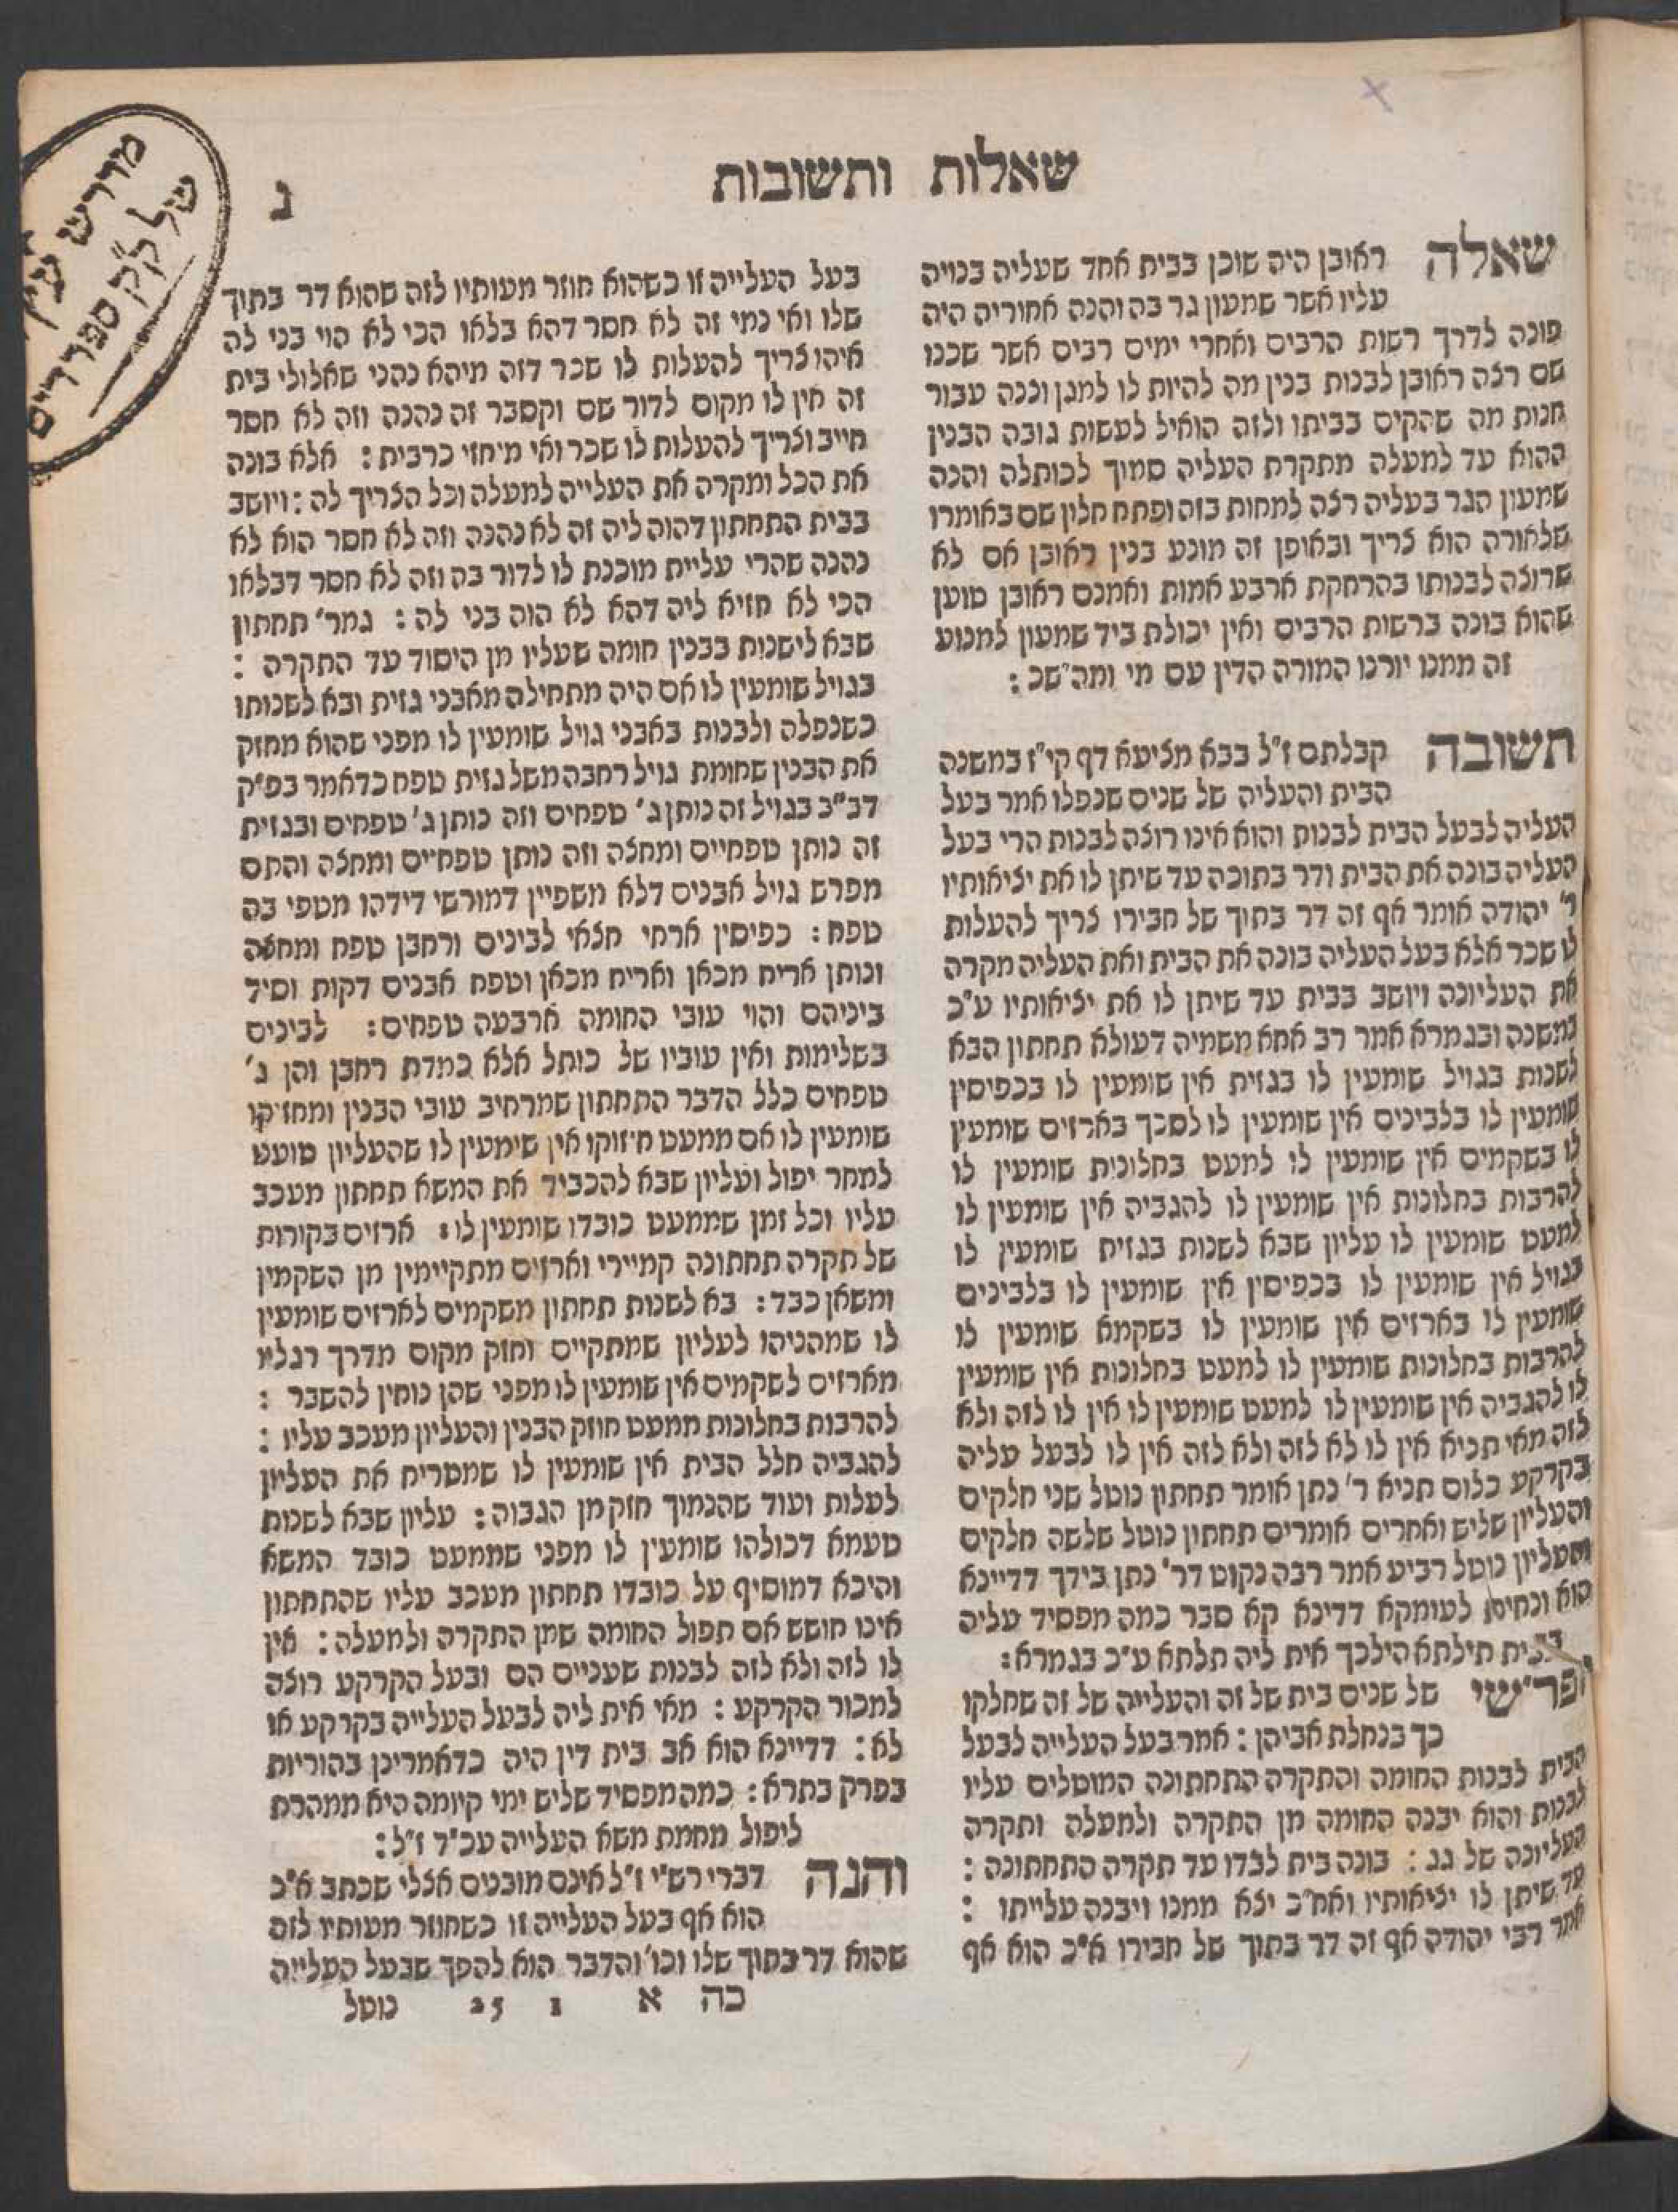 שאלות ותשובות
ג
מדרש עץ
של ק"ק ספרדים
שאלה ראובן היה שוכן בבית אחד שעליה בנויה
עליו אשר שמעון גר בה והנה אחוריה היה
פונה לדרך רשות הרבים ואחרי ימים רבים אשר שכנו
שם רצה ראובן לבנות בנין מה להיות לו למגן וצנה עבור
חנות מה שהקים בביתו ולזה הואיל לעשות גובה הבנין
ההוא עד למעלה מתקרת העליה סמוך לכותלה והנה
שמעון הגר בעליה רצה למחות בזה ופתח חלון שם באומרו
שלאורה הוא צריך ובאופן זה מונע בנין ראובן אם לא
שרוצה לבנותו בהרחקת ארבע אמות ואמנם ראובן טוען
שהוא בונה ברשות הרבים ואין יכולת ביד שמעון למנוע
זה ממנו יורנו המורה הדין עם מי ומה"שכ :
תשובה קבלתם ז"ל בבא מציעא דף קי"ז במשנה
הבית והעליה של שנים שנפלו אמר בעל
העליה לבעל הבית לבנות והוא אינו רוצה לבנות הרי בעל
העליה בונה את הבית ודר בתוכה עד שיתן לו את יציאותיו
ר' יהודה אומר אף זה דר בתוך של חבירו צריך להעלות
לו שכר אלא בעל העליה בונה את הבית ואת העליה מקרה
את העליונה ויושב בבית עד שיתן לו את יציאותיו ע"כ
במשנה ובגמרא אמר רב אחא משמיה דעולא תחתון הבא
לשנות בגויל שומעין לו בגזית אין שומעין לו בכפיסין
שומעין לו בלבינים אין שומעין לו לסכך בארזים שומעין
לו בשקמים אין שומעין לו למעט בחלונות שומעין לו
להרבות בחלונות אין שומעין לו להגביה אין שומעין לו
למעט שומעין לו עליון שבא לשנות בגזית שומעין לו
בגויל אין שומעין לו בכפיסין אין שומעין לו בלבינים
שומעין לו בארזים אין שומעין לו בשקמא שומעין לו
להרבות בחלונות שומעין לו למעט בחלונות אין שומעין
לו להגביה אין שומעין לו למעט שומעין לו אין לו לזה ולא
לזה מאי תניא אין לו לא לזה ולא לזה אין לו לבעל עליה
בקרקע כלום תניא ר' נתן אומר תחתון נוטל שני חלקים
והעליון שליש ואחרים אומרים תחתון נוטל שלשה חלקים
והעליון נוטל רביע אמר רבה נקוט דר' נתן בידך דדיינא
הוא ונחית לעומקא דדינא קא סבר כמה מפסיד עליה
בבית תילתא הילכך אית ליה תלתא ע"כ בגמרא :
ופר"שי של שנים בית של זה והעלייה של זה שחלקו
כך בנחלת אביהן : אמר בעל העלייה לבעל
הבית לבנות החומה והתקרה התחתונה המוטלים עליו
לבנות והוא יבנה החומה מן התקרה ולמעלה ותקרה
העליונה של גג : בונה בית לבדו עד תקרה התחתונה :
עד שיתן לו יציאותיו ואח"כ יצא ממנו ויבנה עלייתו :
אמר רבי יהודה אף זה דר בתוך של חבירו א"כ הוא אף
בעל העלייה זו כשהוא חוזר מעותיו לזה שהוא דר בתוך
שלו ואי נמי זה לא חסר דהא בלאו הכי לא הוי בני לה
איהו צריך להעלות לו שכר דזה מיהא נהני שאלולי בית
זה אין לו מקום לדור שם וקסבר זה נהנה וזה לא חסר
חייב וצריך להעלות לו שכר ואי מיחזי כרבית : אלא בונה
את הכל ומקרה את העלייה למעלה וכל הצריך לה : ויושב
בבית התחתון דהוה ליה זה לא נהנה וזה לא חסר הוא לא
נהנה שהרי עליית מוכנת לו לדור בה וזה לא חסר דבלאו
הכי לא חזיא ליה דהא לא הוה בני לה : גמר' תחתון
שבא לישנות בבנין חומה שעליו מן היסוד עד התקרה :
בגויל שומעין לו אם היה מתחילה מאבני גזית ובא לשנותו
כשנפלה ולבנות באבני גויל שומעין לו מפני שהוא מחזק
את הבנין שחומת גויל רחבה משל גזית טפח כדאמר בפ"ק
דב"ב בגויל זה נותן ג' טפחים וזה נותן ג' טפחים ובגזית
זה נותן טפחיים ומחצה וזה נותן טפחיים ומחצה והתם
מפרש גויל אבנים דלא משפיין דמורשי דידהו מטפי בה
טפח : כפיסין ארחי חצאי לבינים ורחבן טפח ומחצה
ונותן אריח מכאן ואריח מכאן וטפח אבנים דקות וסיד
ביניהם והוי עובי החומה ארבעה טפחים : לבינים
בשלימות ואין עוביו של כותל אלא כמדת רחבן והן ג'
טפחים כלל הדבר התחתון שמרחיב עובי הבנין ומחזיקו
שומעין לו אם ממעט חיזוקו אין שימעין לו שהעליון טוען
למחר יפול ועליון שבא להכביד את המשא תחתון מעכב
עליו וכל זמן שממעט כובדו שומעין לו : ארזים בקורות
של תקרה תחתונה קמיירי וארזים מתקיימין מן השקמין
ומשאן כבד : בא לשנות תחתון משקמים לארזים שומעין
לו שמהניהו לעליון שמתקיים וחזק מקום מדרך רגליו
מארזים לשקמים אין שומעין לו מפני שהן נוחין להשבר :
להרבות בחלונות ממעט חוזק הבנין והעליון מעכב עליו :
להגביה חלל הבית אין שומעין לו שמטריח את העליון
לעלות ועוד שהנמוך חזק מן הגבוה : עליון שבא לשנות
טעמא דכולהו שומעין לו מפני שממעט כובד המשא
והיכא דמוסיף על כובדו תחתון מעכב עליו שהתחתון
אינו חושש אם תפול החומה שמן התקרה ולמעלה : אין
לו לזה ולא לזה לבנות שעניים הם ובעל הקרקע רוצה
למכור הקרקע : מאי אית ליה לבעל העלייה בקרקע או
לא : דדיינא הוא אב בית דין היה כדאמרינן בהוריות
בפרק בתרא : כמה מפסיד שליש ימי קיומה היא ממהרת
ליפול מחמת משא העלייה עכ"ד ז"ל :
והנה דברי רש"י ז"ל אינם מובנים אצלי שכתב א"כ
הוא אף בעל העלייה זו כשחוזר מעותיו לזה
שהוא דר בתוך שלו וכו' והדבר הוא להפך שבעל העלייה
כה א 1 25 נוטל